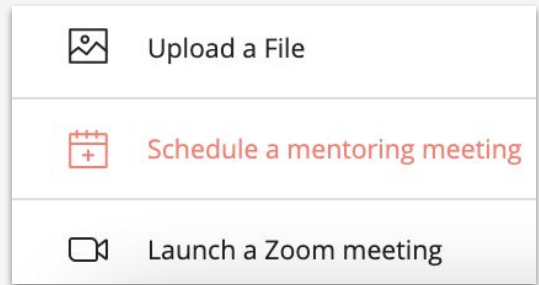 Upload a File
Schedule a mentoring meeting
Launch a Zoom meeting